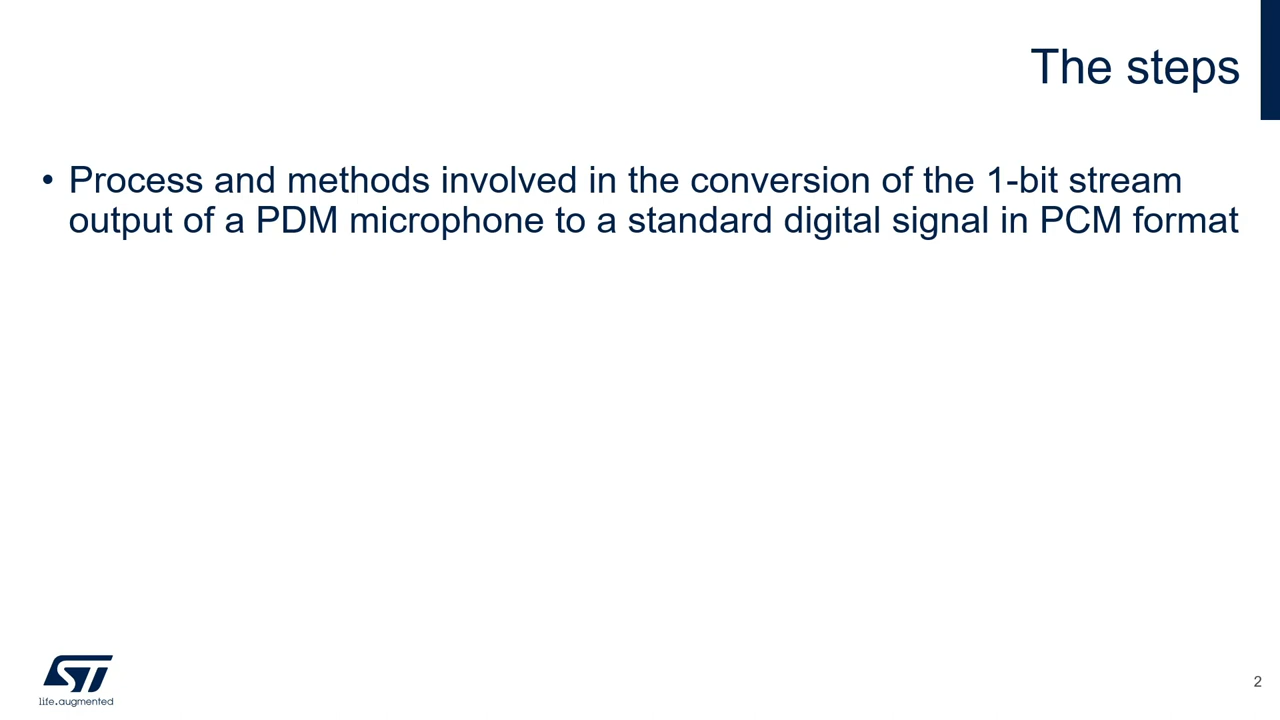 The steps
• Process and methods involved in the conversion of the 1-bit stream
output of a PDM microphone to a standard digital signal in PCM format
ST
life.augmented
2